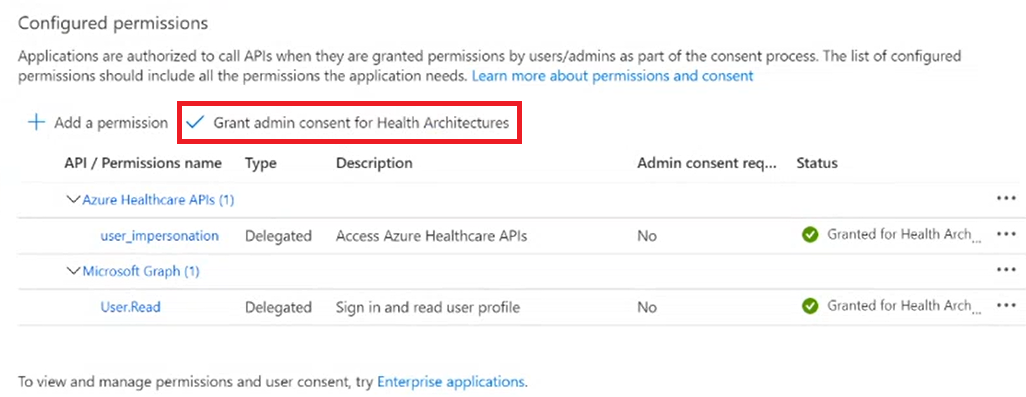 Configured permissions
Applications are authorized to call APIs when they are granted permissions by users/admins as part of the consent process. The list of configured
permissions should include all the permissions the application needs. Learn more about permissions and consent
Add a permission Grant admin consent for Health Architectures
API / Permissions name Type Description Admin consent req... Status
Azure Healthcare APIs (1) ...
user_impersonation Delegated Access Azure Healthcare APIs No Granted for Health Arch... ...
Microsoft Graph (1) ...
User.Read Delegated Sign in and read user profile No Granted for Health Arch... ...
To view and manage permissions and user consent, try Enterprise applications.